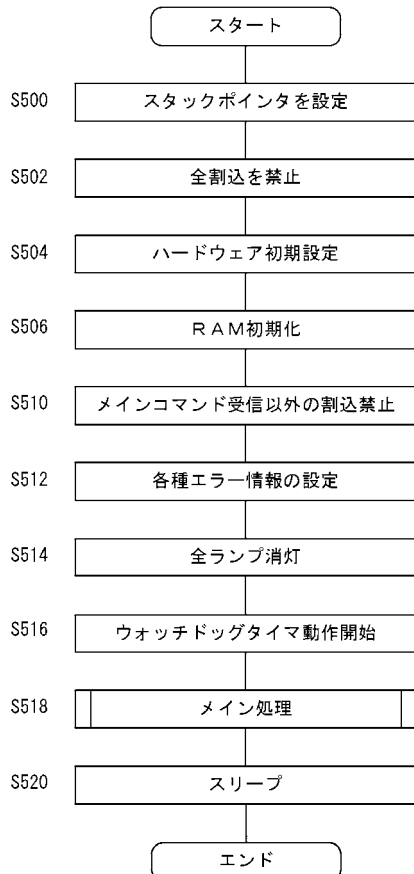 スタート
S500 スタックポインタを設定
S502 全割込を禁止
S504 ハードウェア初期設定
S506 ＲＡＭ初期化
S510 メインコマンド受信以外の割込禁止
S512 各種エラー情報の設定
S514 全ランプ消灯
S516 ウォッチドッグタイマ動作開始
S518 メイン処理
S520 スリープ
エンド